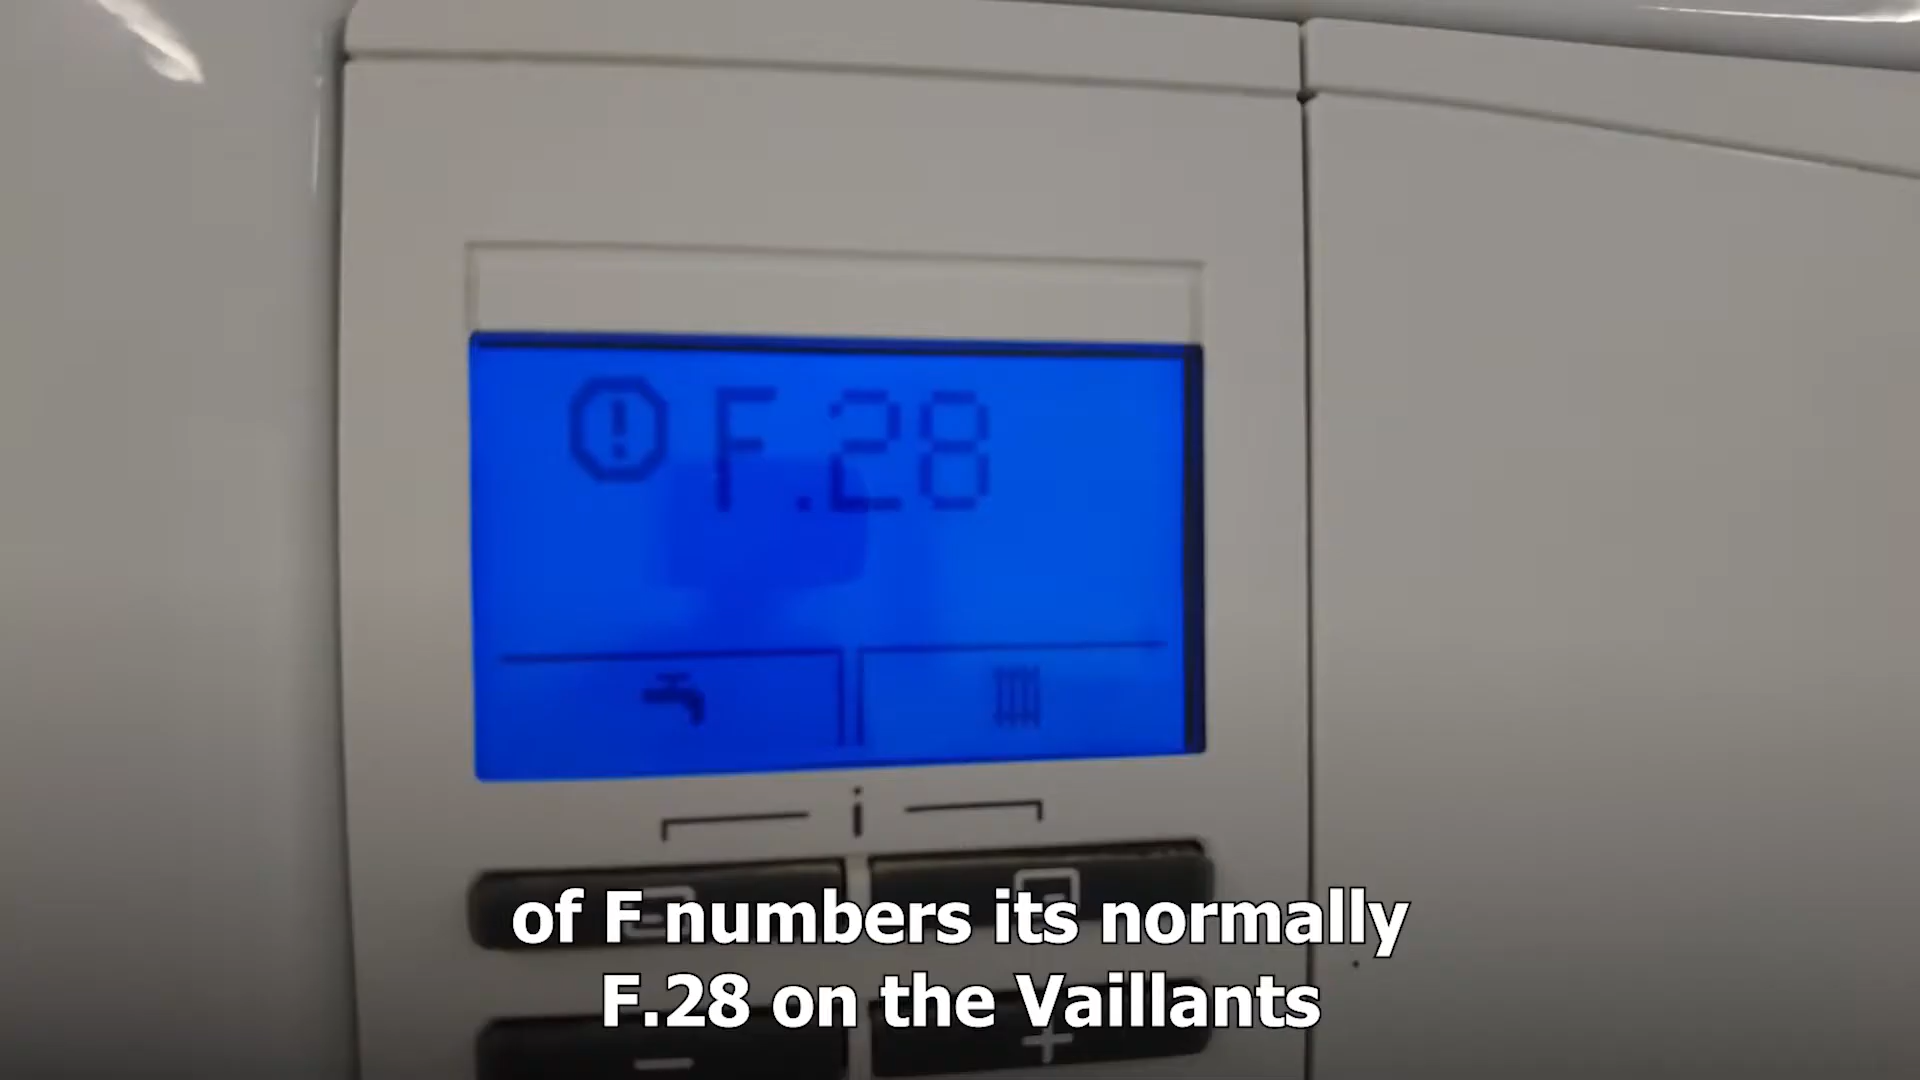 F.28
i
of F numbers its normally
F.28 on the Vaillants
- +